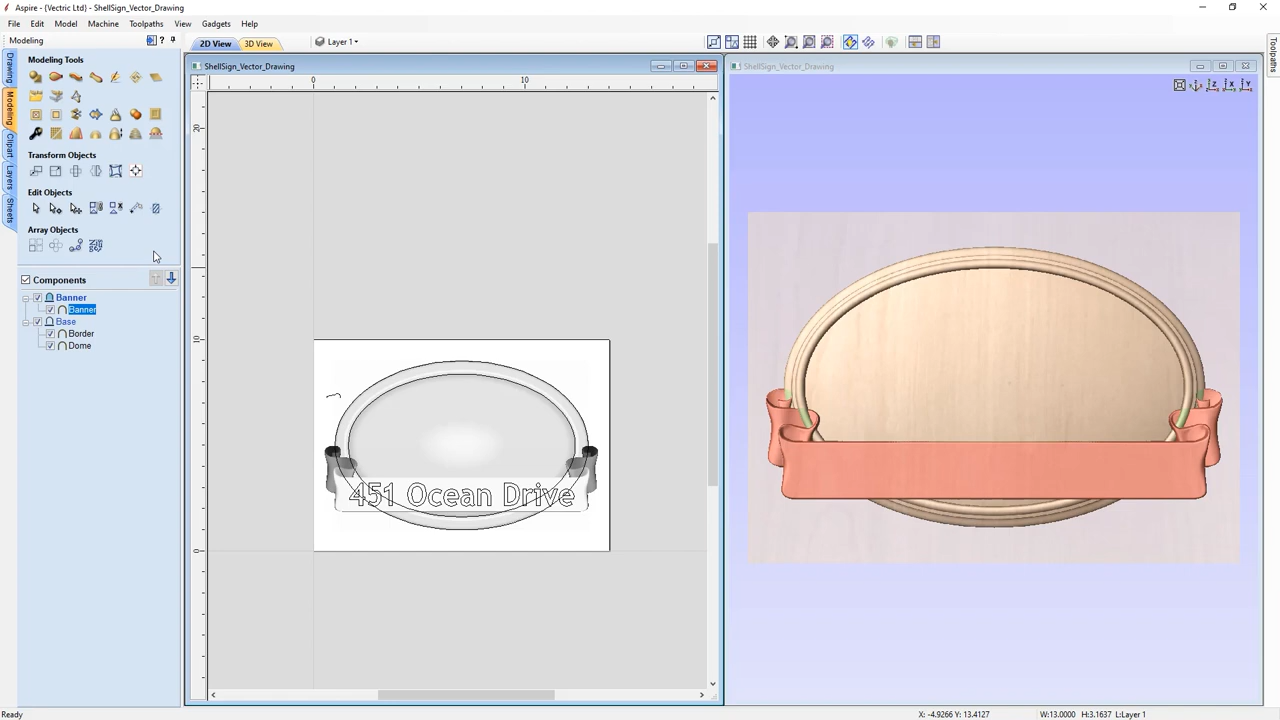 Aspire - {Vectric Ltd} - ShellSign_Vector_Drawing
File Edit Model Machine Toolpaths View Gadgets Help
Modeling
2D View 3D View Layer 1
Toolpaths
Drawing
Modeling
Clipart
Layers
Sheets
Modeling Tools
Transform Objects
Edit Objects
Array Objects
Components
Banner
Banner
Base
Border
Dome
ShellSign_Vector_Drawing
0 10
20
10
0
451 Ocean Drive
ShellSign_Vector_Drawing
Ready
X: -4.9266 Y: 13.4127
W:13.0000 H:3.1637 L:Layer 1